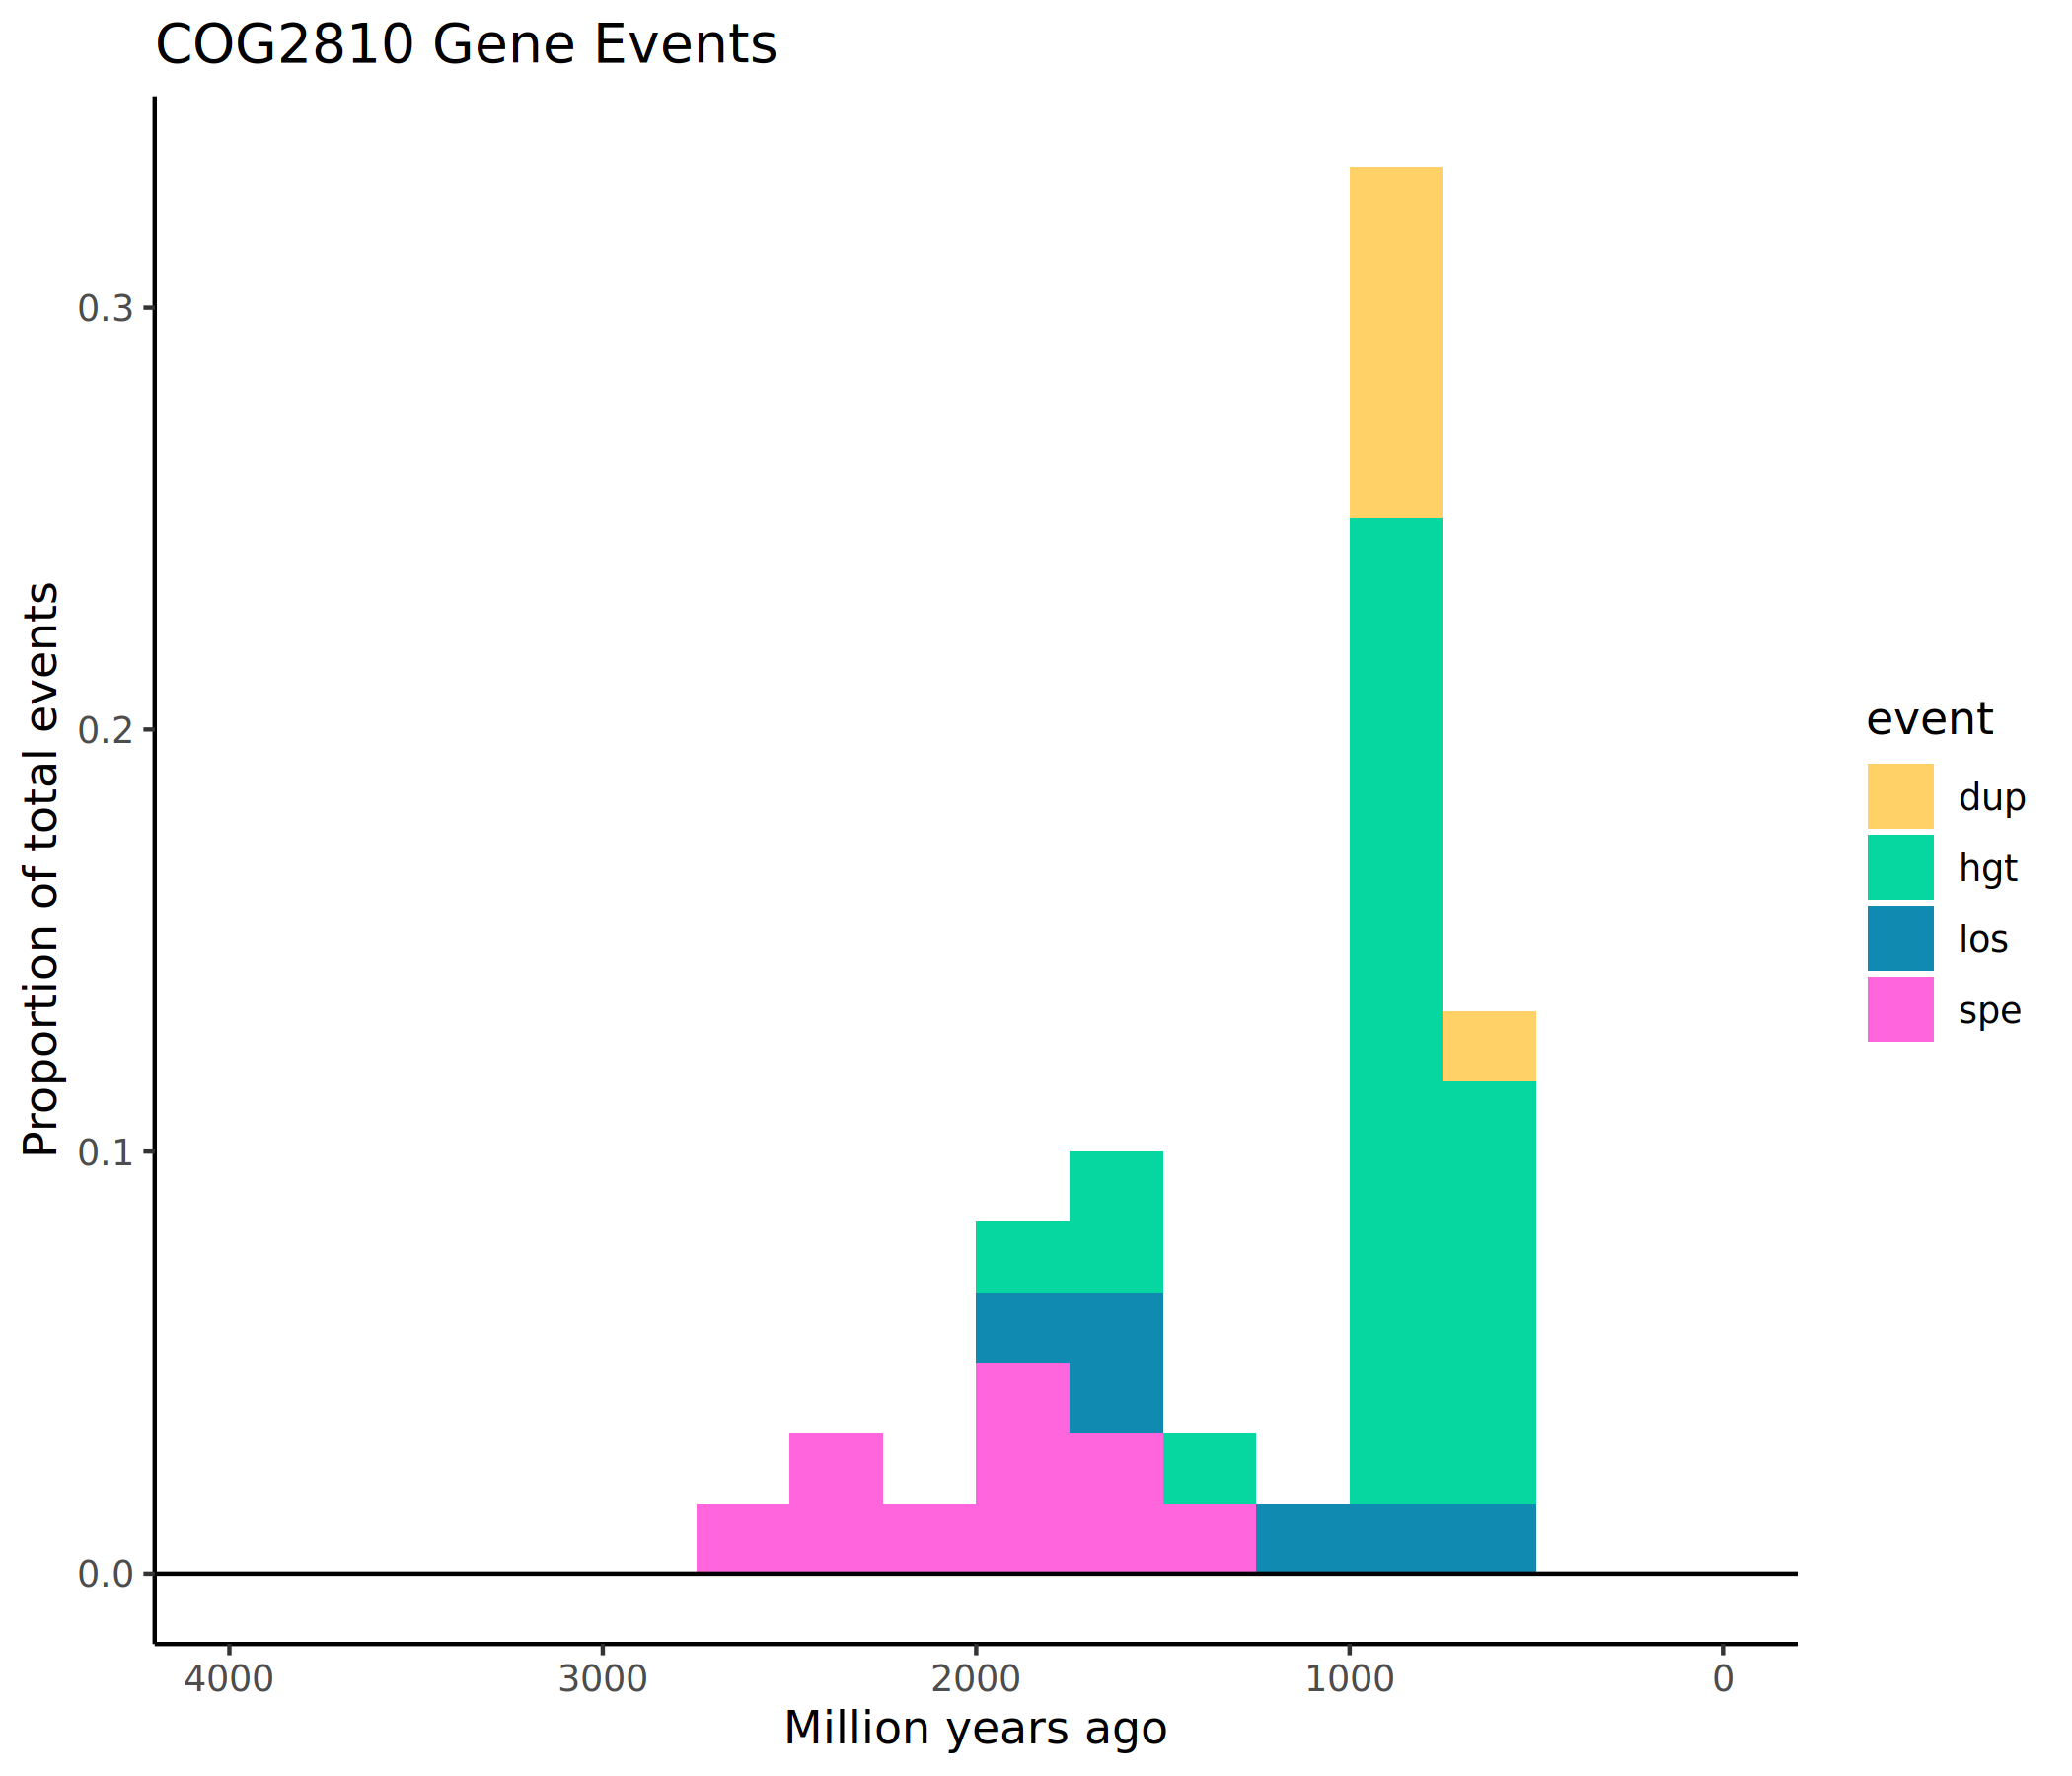 COG2810 Gene Events
Proportion of total events
0.3
0.2
0.1
0.0
4000 3000 2000 1000 0
Million years ago
event
dup
hgt
los
spe